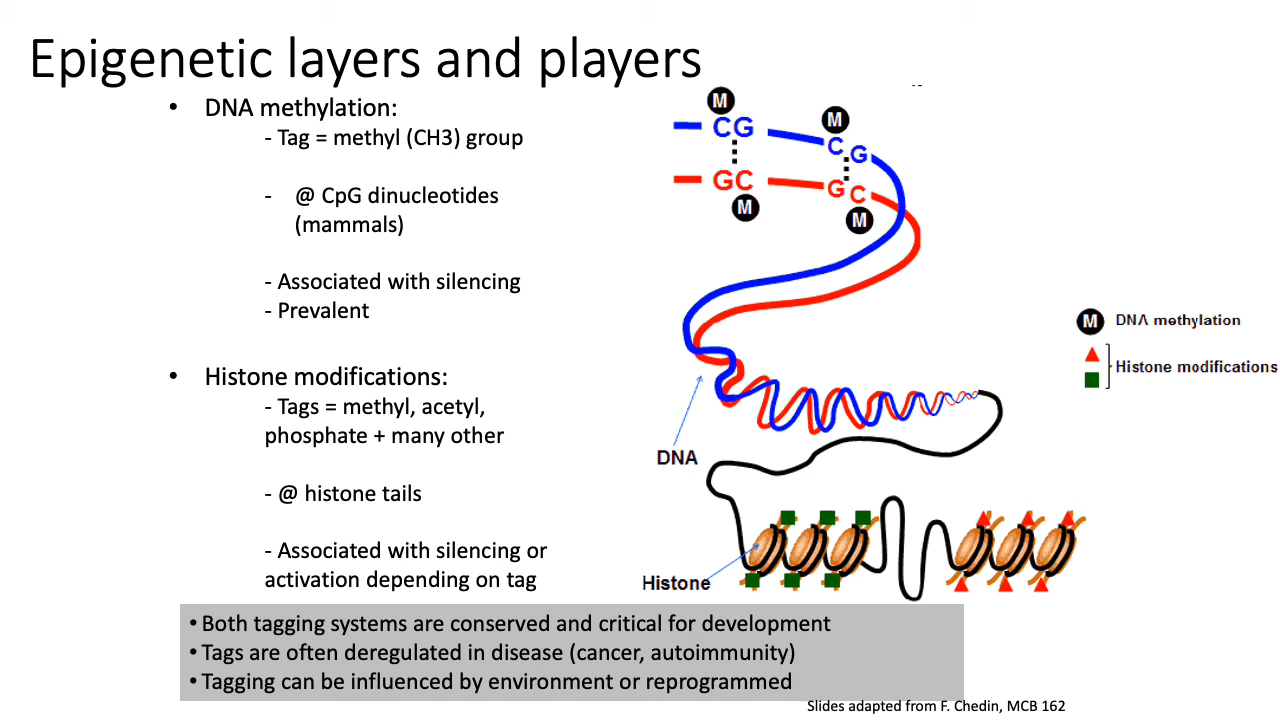 Epigenetic layers and players
• DNA methylation:
- Tag = methyl (CH3) group
- @ CpG dinucleotides
(mammals)
- Associated with silencing
- Prevalent
• Histone modifications:
- Tags = methyl, acetyl,
phosphate + many other
- @ histone tails
- Associated with silencing or
activation depending on tag
M
M
CG
CG
GC
GC
M
M
M DNA methylation
Histone modifications
DNA
Histone
• Both tagging systems are conserved and critical for development
• Tags are often deregulated in disease (cancer, autoimmunity)
• Tagging can be influenced by environment or reprogrammed
Slides adapted from F. Chedin, MCB 162